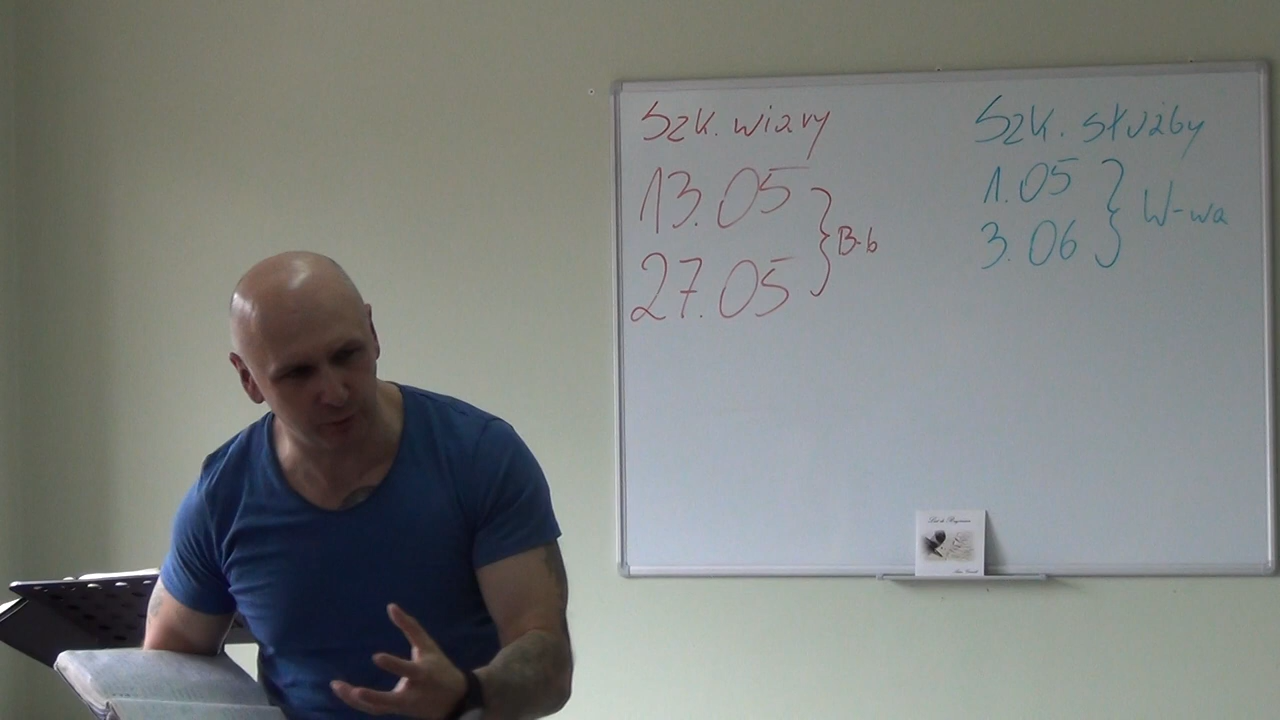 Szk. wiary
13.05
27.05
B-b
Szk. służby
1.05
3.06
W-wa